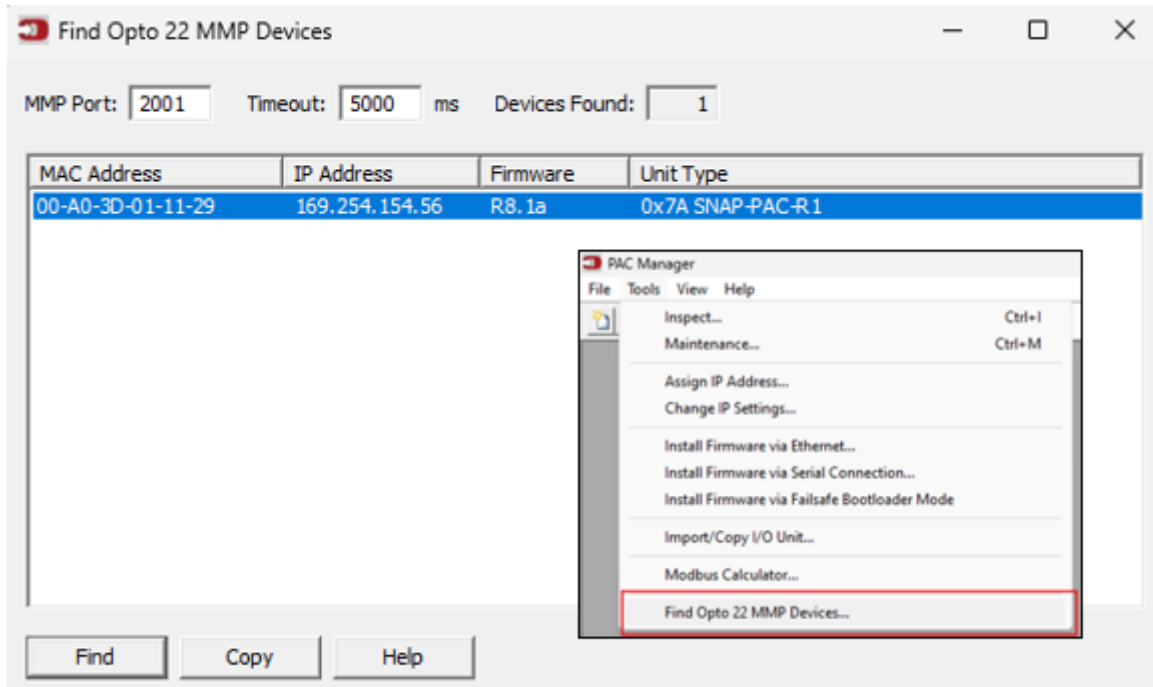 Find Opto 22 MMP Devices
MMP Port: 2001 Timeout: 5000 ms Devices Found: 1
MAC Address IP Address Firmware Unit Type
00-A0-3D-01-11-29 169.254.154.56 R8.1a 0x7A SNAP-PAC-R1
PAC Manager
File Tools View Help
Inspect... Ctrl+I
Maintenance... Ctrl+M
Assign IP Address...
Change IP Settings...
Install Firmware via Ethernet...
Install Firmware via Serial Connection...
Install Firmware via Failsafe Bootloader Mode
Import/Copy I/O Unit...
Modbus Calculator...
Find Opto 22 MMP Devices...
Find Copy Help